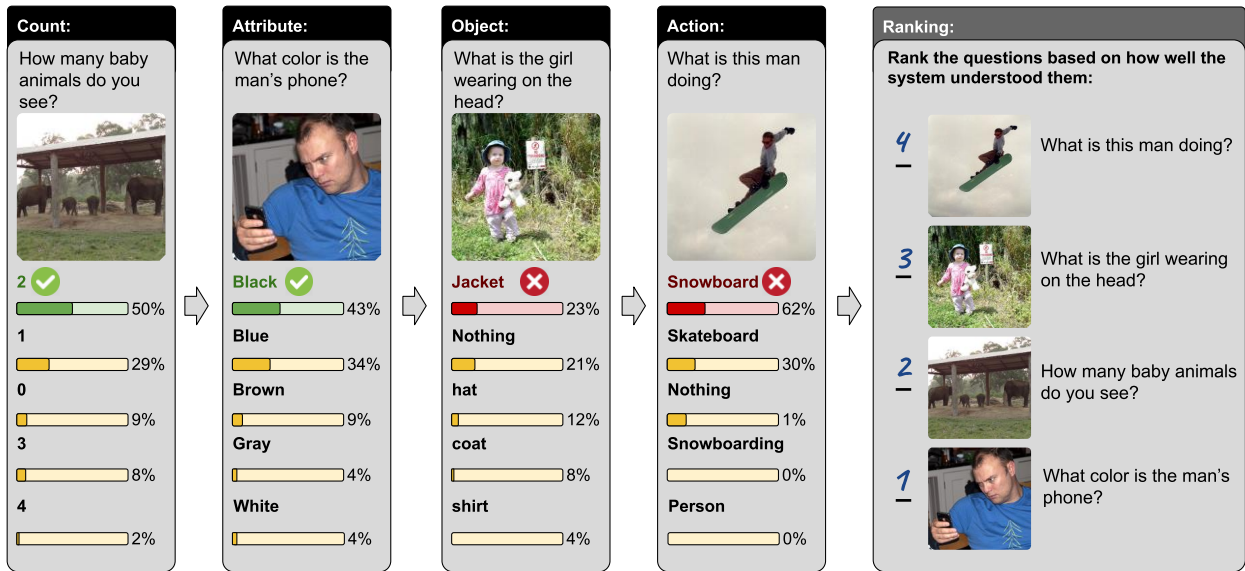 Count:
How many baby
animals do you
see?
2
50%
1
29%
0
9%
3
8%
4
2%
Attribute:
What color is the
man's phone?
Black
43%
Blue
34%
Brown
9%
Gray
4%
White
4%
Object:
What is the girl
wearing on the
head?
Jacket
23%
Nothing
21%
hat
12%
coat
8%
shirt
4%
Action:
What is this man
doing?
Snowboard
62%
Skateboard
30%
Nothing
1%
Snowboarding
0%
Person
0%
Ranking:
Rank the questions based on how well the
system understood them:
4
What is this man doing?
3
What is the girl wearing
on the head?
2
How many baby animals
do you see?
1
What color is the man's
phone?